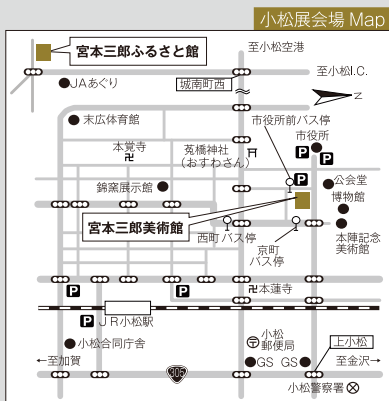 小松展会場 Map
宮本三郎ふるさと館
至小松空港
JAあぐり
城南町西
至小松I.C.
N
末広体育館
市役所前バス停
市役所
本覚寺
菟橋神社
(おすわさん)
P P
P
公会堂
錦窯展示館
博物館
宮本三郎美術館
本陣記念
美術館
西町バス停
京町
バス停
P
P
本蓮寺
P
JR小松駅
小松合同庁舎
小松
郵便局
上小松
GS GS
←至加賀
305
至金沢→
小松警察署